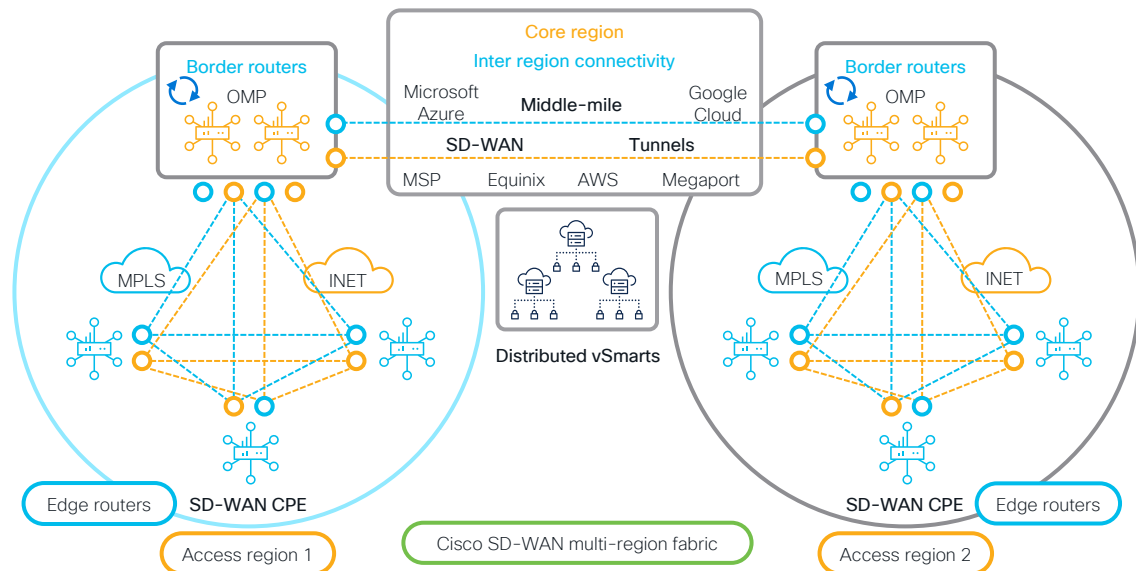 Core region
Inter region connectivity
Microsoft
Azure
Middle-mile
Google
Cloud
SD-WAN
Tunnels
MSP
Equinix
AWS
Megaport
Border routers
OMP
MPLS
INET
SD-WAN CPE
Edge routers
Access region 1
Distributed vSmarts
Cisco SD-WAN multi-region fabric
Border routers
OMP
MPLS
INET
SD-WAN CPE
Edge routers
Access region 2